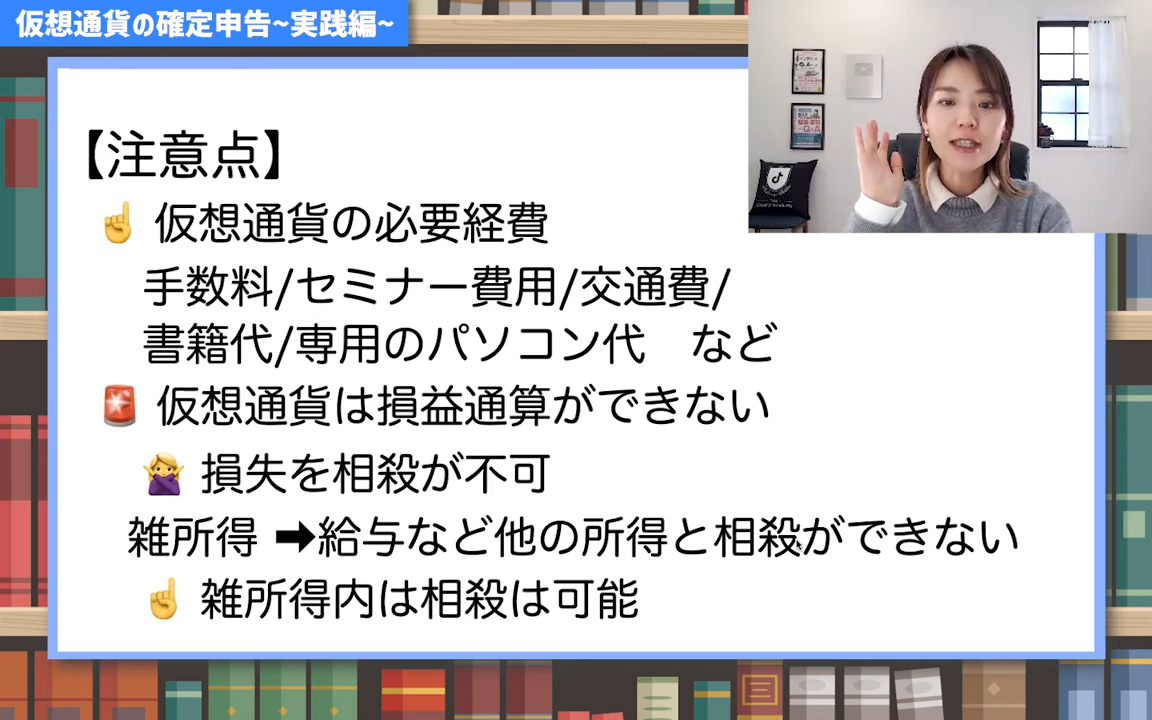 仮想通貨の確定申告~実践編~
【注意点】
☝️ 仮想通貨の必要経費
手数料/セミナー費用/交通費/
書籍代/専用のパソコン代　など
🚨 仮想通貨は損益通算ができない
🙅‍♀️ 損失を相殺が不可
雑所得 ➡給与など他の所得と相殺ができない
☝️ 雑所得内は相殺は可能